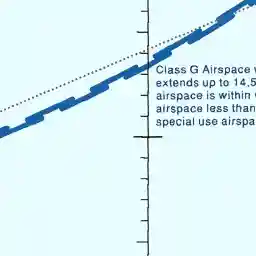 Class G Airspace
extends up to 14,5
airspace is within
airspace less than
special use airspa